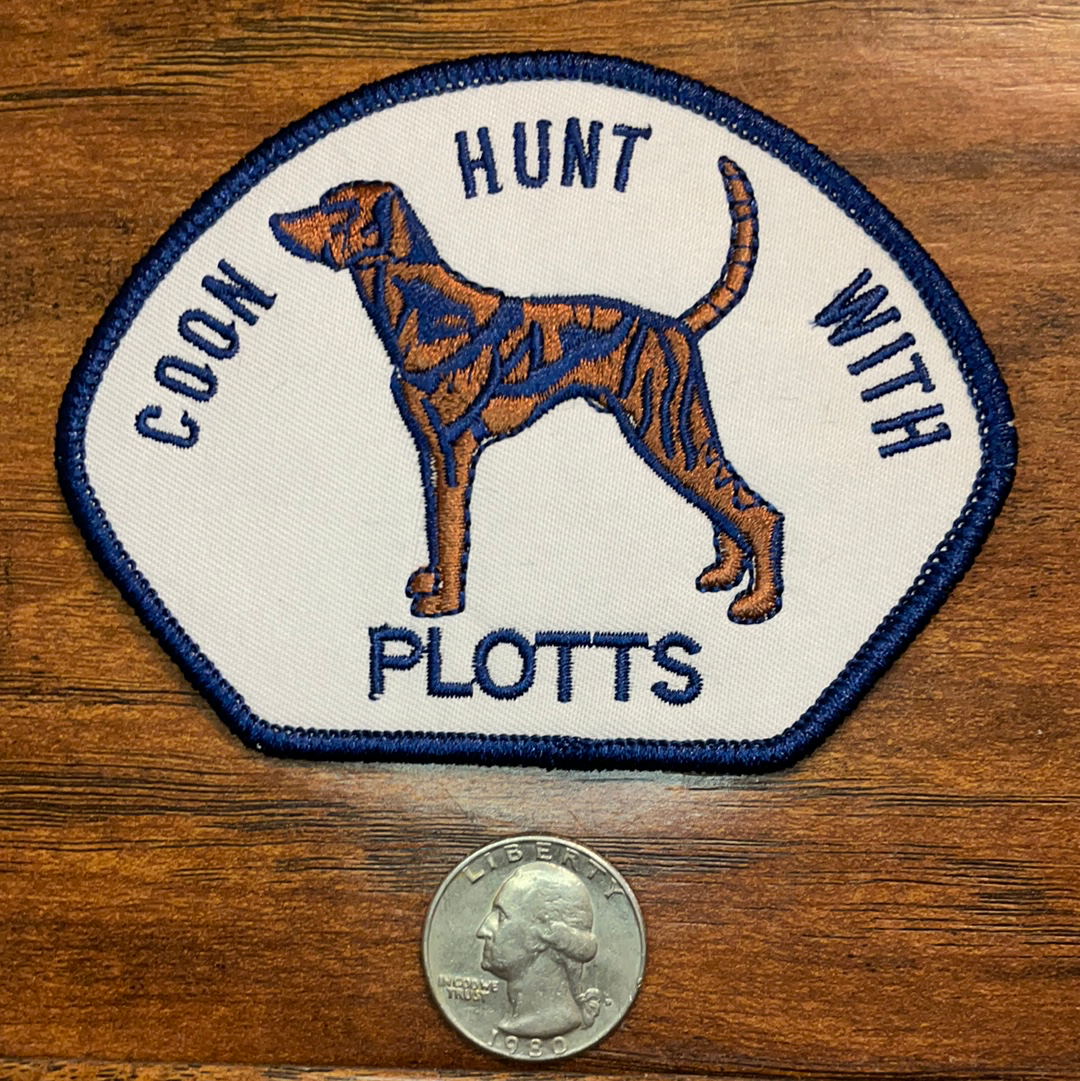 COON HUNT WITH
PLOTTS
LIBERTY
IN GOD WE
TRUST
D
1980